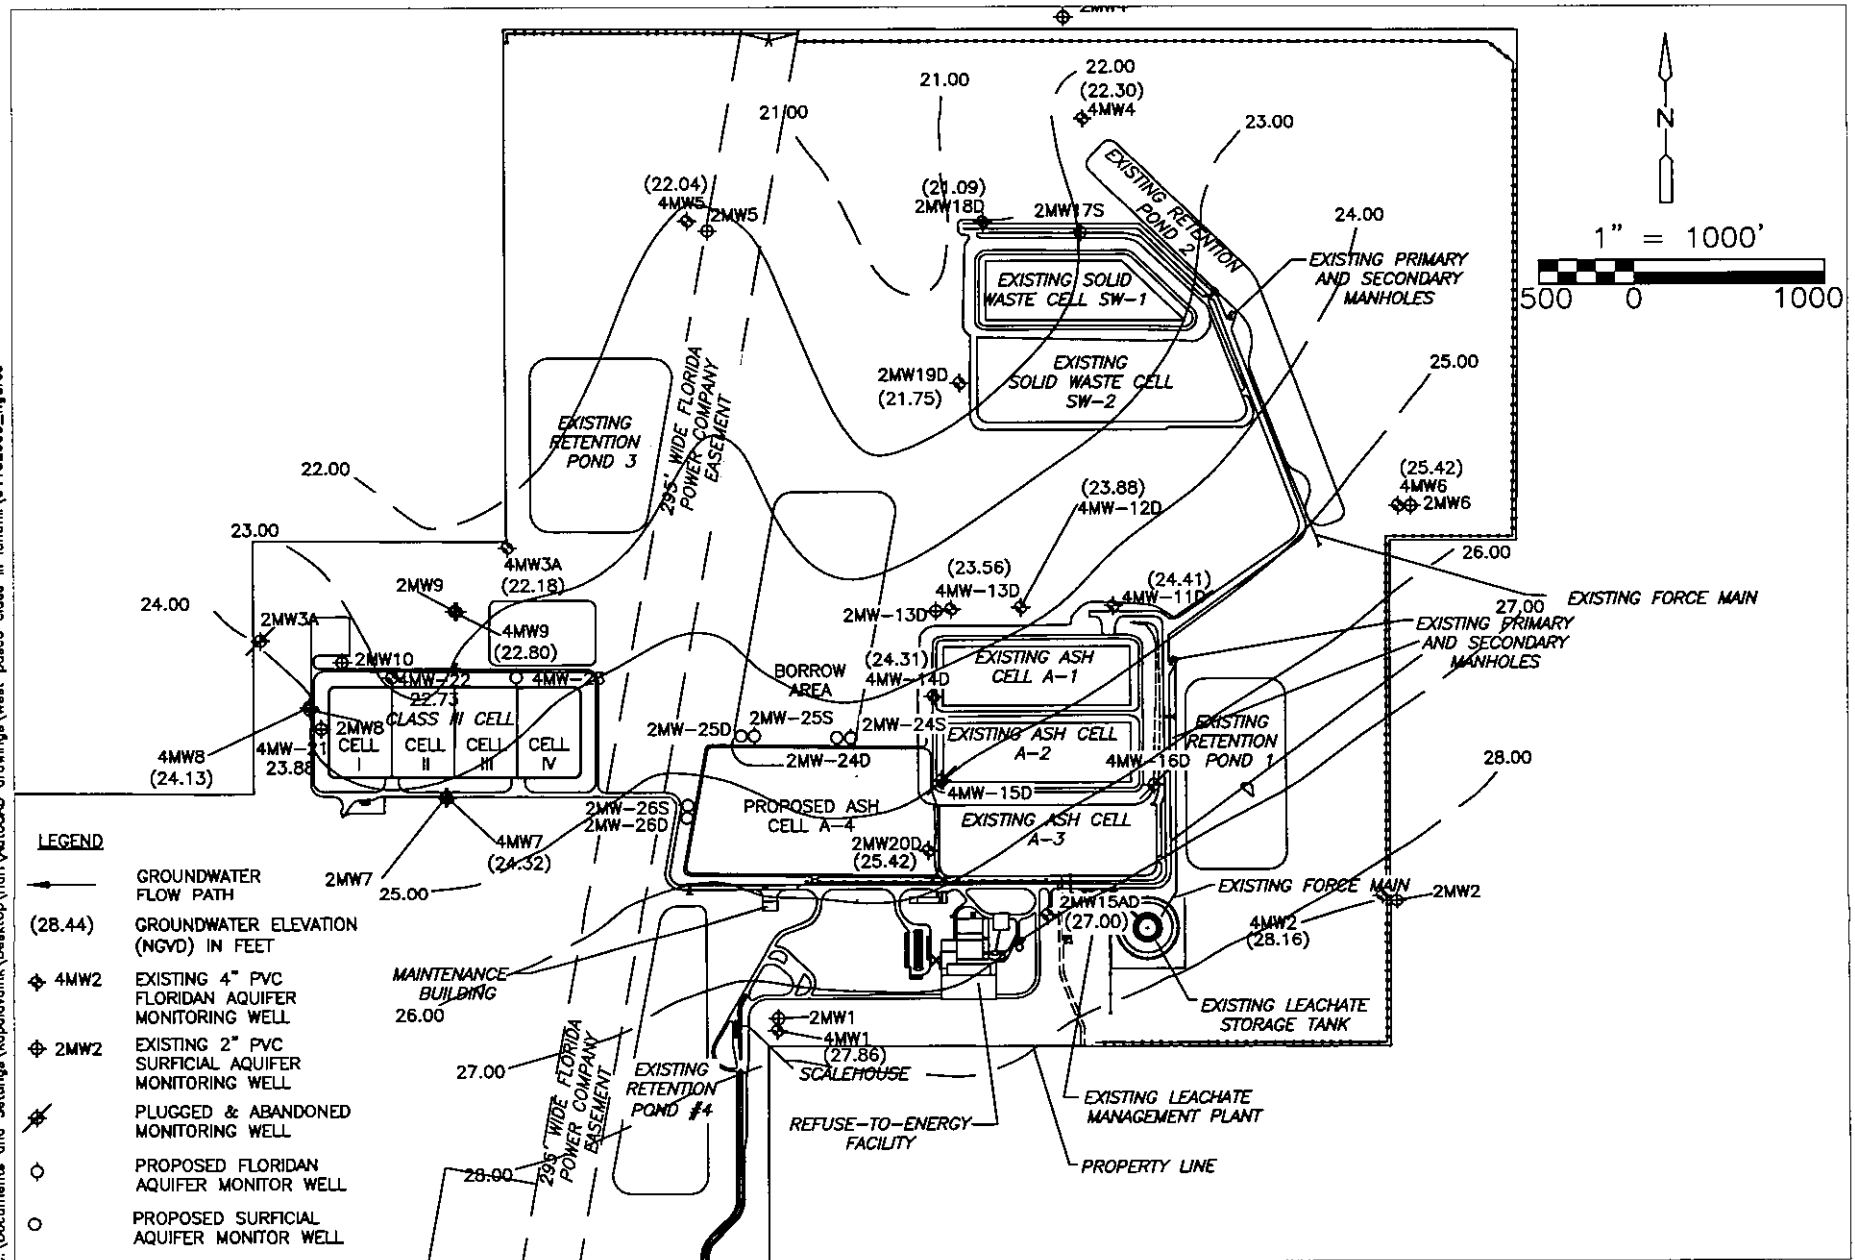 2MW4
22.00
(22.30)
4MW4
21.00
21.00
23.00
N
1" = 1000'
500 0 1000
(22.04)
4MW5
2MW5
(21.09)
2MW18D
2MW17S
EXISTING RETENTION
POND 2
24.00
EXISTING PRIMARY
AND SECONDARY
MANHOLES
EXISTING SOLID
WASTE CELL SW-1
EXISTING
SOLID WASTE CELL
SW-2
2MW19D
(21.75)
25.00
295' WIDE FLORIDA
POWER COMPANY
EASEMENT
EXISTING
RETENTION
POND 3
22.00
23.00
24.00
(25.42)
4MW6
2MW6
(23.88)
4MW-12D
26.00
4MW3A
(22.18)
2MW9
4MW9
(22.80)
2MW3A
2MW10
(23.56)
4MW-13D
2MW-13D
(24.41)
4MW-11D
EXISTING FORCE MAIN
27.00
EXISTING PRIMARY
AND SECONDARY
MANHOLES
4MW-22
22.73
4MW-23
CLASS III CELL
CELL
I
CELL
II
CELL
III
CELL
IV
2MW8
4MW-21
23.88
4MW8
(24.13)
BORROW
AREA
(24.31)
4MW-14D
EXISTING ASH
CELL A-1
EXISTING ASH CELL
A-2
EXISTING ASH CELL
A-3
EXISTING
RETENTION
POND 1
4MW-16D
4MW-15D
28.00
2MW-25D
2MW-25S
2MW-24S
2MW-24D
2MW-26S
2MW-26D
PROPOSED ASH
CELL A-4
2MW20D
(25.42)
4MW7
(24.32)
2MW7
25.00
LEGEND
GROUNDWATER
FLOW PATH
(28.44)
GROUNDWATER ELEVATION
(NGVD) IN FEET
4MW2
EXISTING 4" PVC
FLORIDAN AQUIFER
MONITORING WELL
2MW2
EXISTING 2" PVC
SURFICIAL AQUIFER
MONITORING WELL
PLUGGED & ABANDONED
MONITORING WELL
PROPOSED FLORIDAN
AQUIFER MONITOR WELL
PROPOSED SURFICIAL
AQUIFER MONITOR WELL
EXISTING FORCE MAIN
2MW2
4MW2
(28.16)
2MW15AD
(27.00)
MAINTENANCE
BUILDING
26.00
EXISTING LEACHATE
STORAGE TANK
2MW1
4MW1
(27.86)
SCALEHOUSE
27.00
EXISTING
RETENTION
POND #4
295' WIDE FLORIDA
POWER COMPANY
EASEMENT
28.00
REFUSE-TO-ENERGY
FACILITY
EXISTING LEACHATE
MANAGEMENT PLANT
PROPERTY LINE